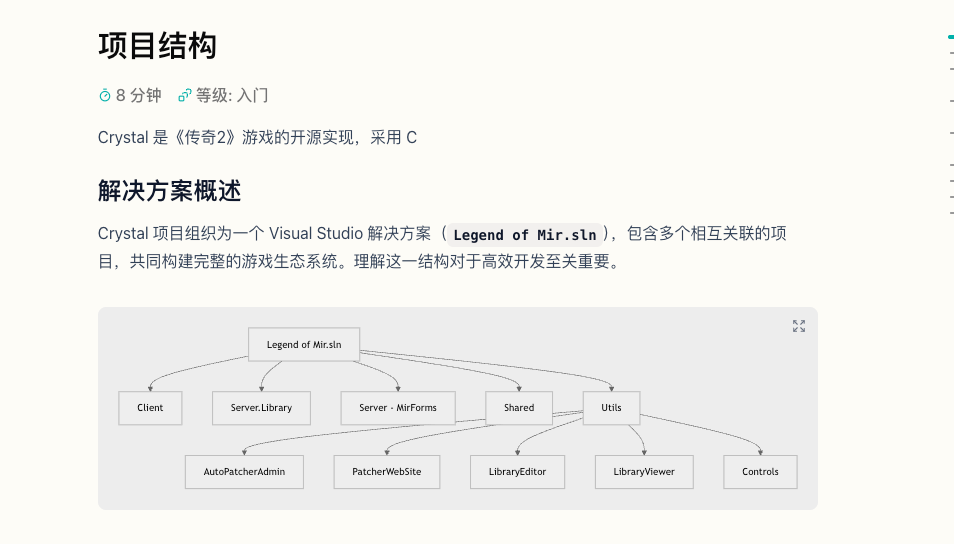 项目结构
8 分钟 等级: 入门
Crystal 是《传奇2》游戏的开源实现，采用 C
解决方案概述
Crystal 项目组织为一个 Visual Studio 解决方案（Legend of Mir.sln），包含多个相互关联的项
目，共同构建完整的游戏生态系统。理解这一结构对于高效开发至关重要。
Legend of Mir.sln
Client Server.Library Server - MirForms Shared Utils
AutoPatcherAdmin PatcherWebSite LibraryEditor LibraryViewer Controls